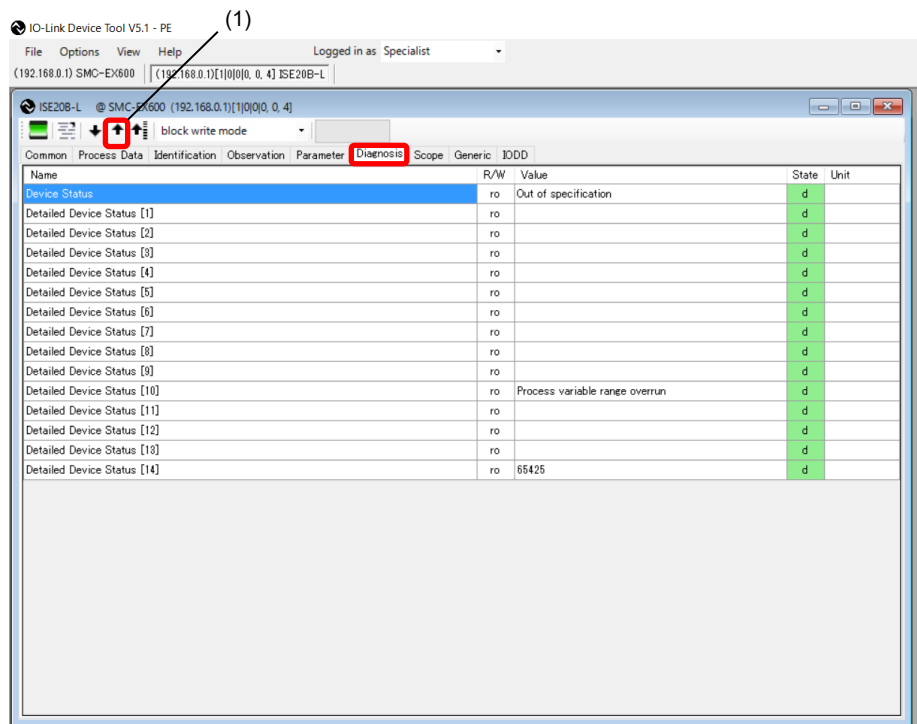 (1)
IO-Link Device Tool V5.1 - PE
File Options View Help Logged in as Specialist
(192.168.0.1) SMC-EX600 (192.168.0.1)[1|0|0|0, 0, 4] ISE20B-L
ISE20B-L @ SMC-EX600 (192.168.0.1)[1|0|0|0, 0, 4]
block write mode
Common Process Data Identification Observation Parameter Diagnosis Scope Generic IODD
Name R/W Value State Unit
Device Status ro Out of specification d
Detailed Device Status [1] ro d
Detailed Device Status [2] ro d
Detailed Device Status [3] ro d
Detailed Device Status [4] ro d
Detailed Device Status [5] ro d
Detailed Device Status [6] ro d
Detailed Device Status [7] ro d
Detailed Device Status [8] ro d
Detailed Device Status [9] ro d
Detailed Device Status [10] ro Process variable range overrun d
Detailed Device Status [11] ro d
Detailed Device Status [12] ro d
Detailed Device Status [13] ro d
Detailed Device Status [14] ro 65425 d